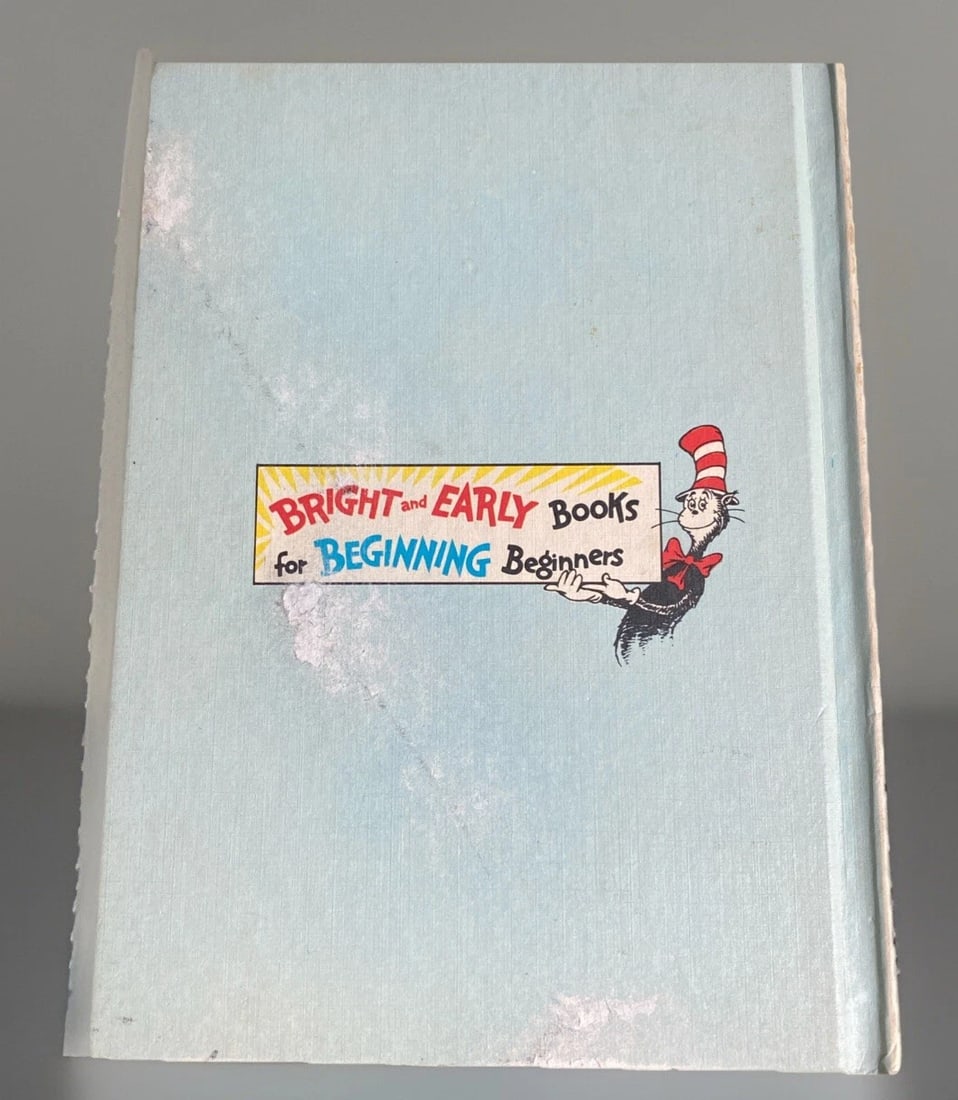 BRIGHT and EARLY Books
for BEGINNING Beginners